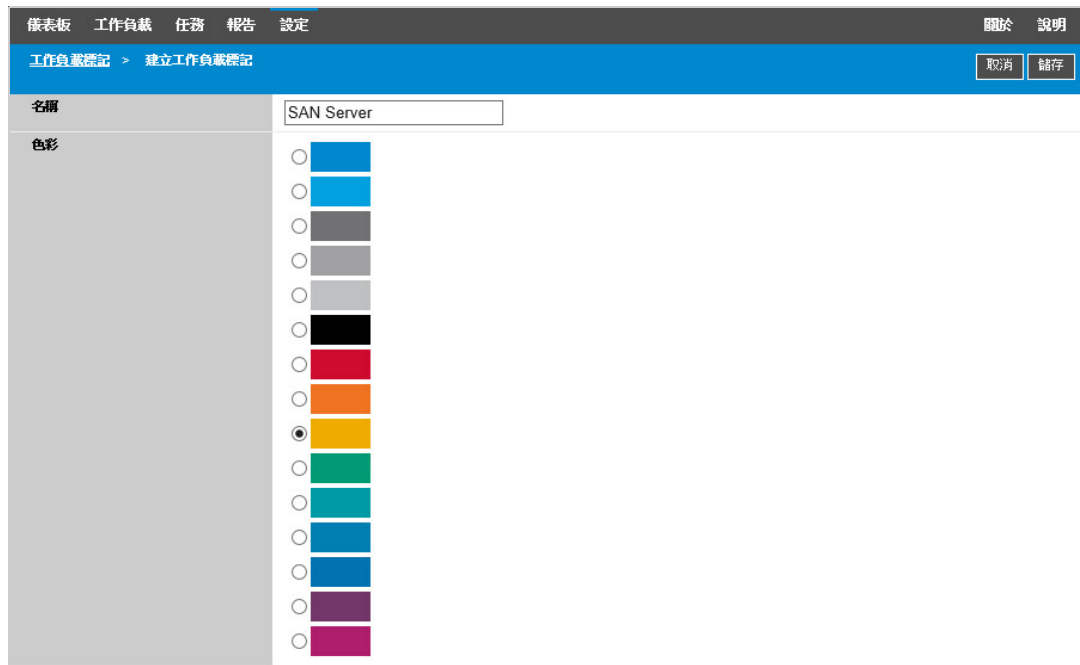 儀表板 工作負載 任務 報告 設定 關於 說明
工作負載標記 > 建立工作負載標記 取消 儲存
名稱 SAN Server
色彩